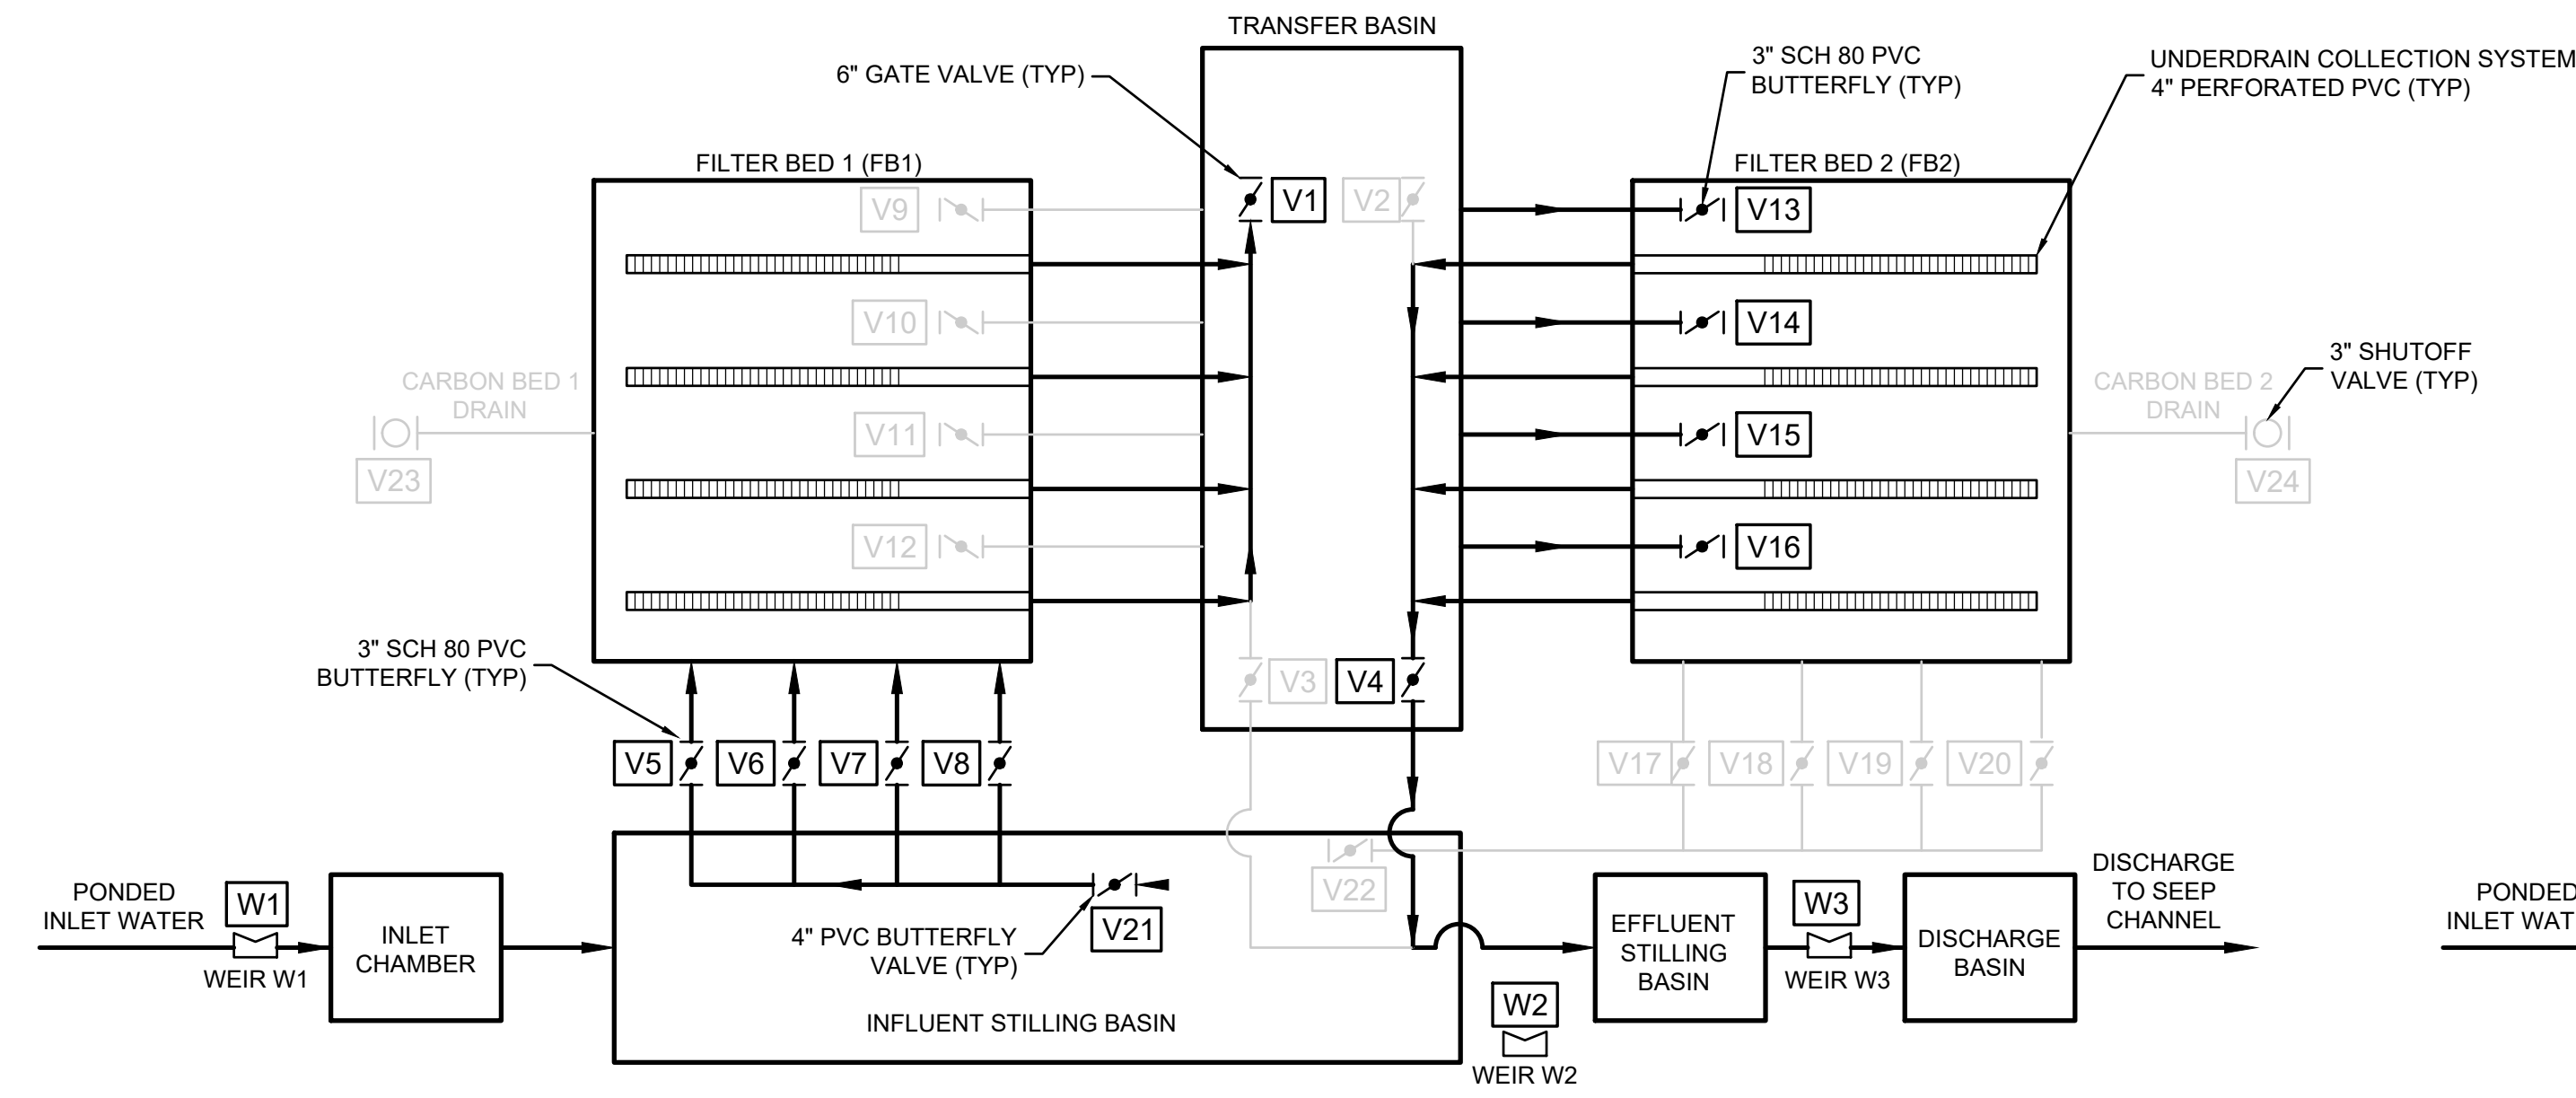 TRANSFER BASIN
6" GATE VALVE (TYP)
3" SCH 80 PVC
BUTTERFLY (TYP)
UNDERDRAIN COLLECTION SYSTEM
4" PERFORATED PVC (TYP)
FILTER BED 1 (FB1)
FILTER BED 2 (FB2)
V9
V1
V2
V13
V10
V14
CARBON BED 1
DRAIN
V23
V11
V15
CARBON BED 2
DRAIN
3" SHUTOFF
VALVE (TYP)
V24
V12
V16
3" SCH 80 PVC
BUTTERFLY (TYP)
V3
V4
V5
V6
V7
V8
V17
V18
V19
V20
PONDED
INLET WATER
W1
WEIR W1
INLET
CHAMBER
4" PVC BUTTERFLY
VALVE (TYP)
V21
V22
INFLUENT STILLING BASIN
W2
WEIR W2
EFFLUENT
STILLING
BASIN
W3
WEIR W3
DISCHARGE
BASIN
DISCHARGE
TO SEEP
CHANNEL
PONDED
INLET WAT